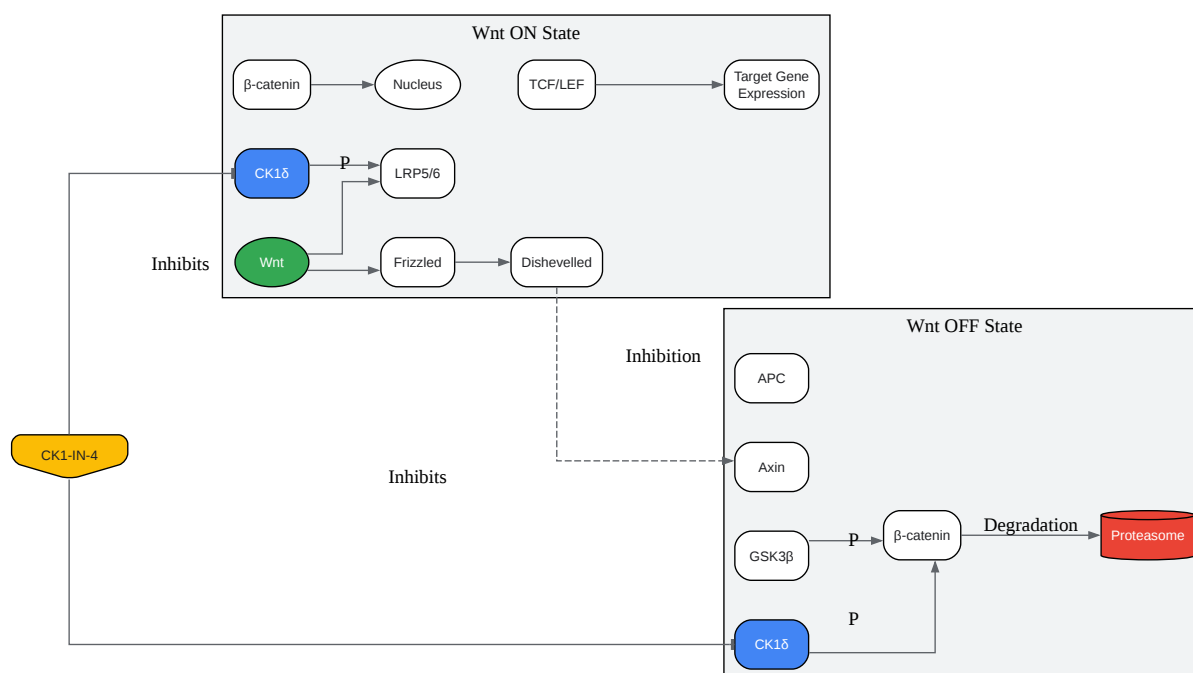 Wnt ON State
β-catenin
Nucleus
TCF/LEF
Target Gene
Expression
CK1δ
P
LRP5/6
Inhibits
Wnt
Frizzled
Dishevelled
Wnt OFF State
Inhibition
APC
CK1-IN-4
Inhibits
Axin
GSK3β
P
β-catenin
Degradation
Proteasome
P
CK1δ